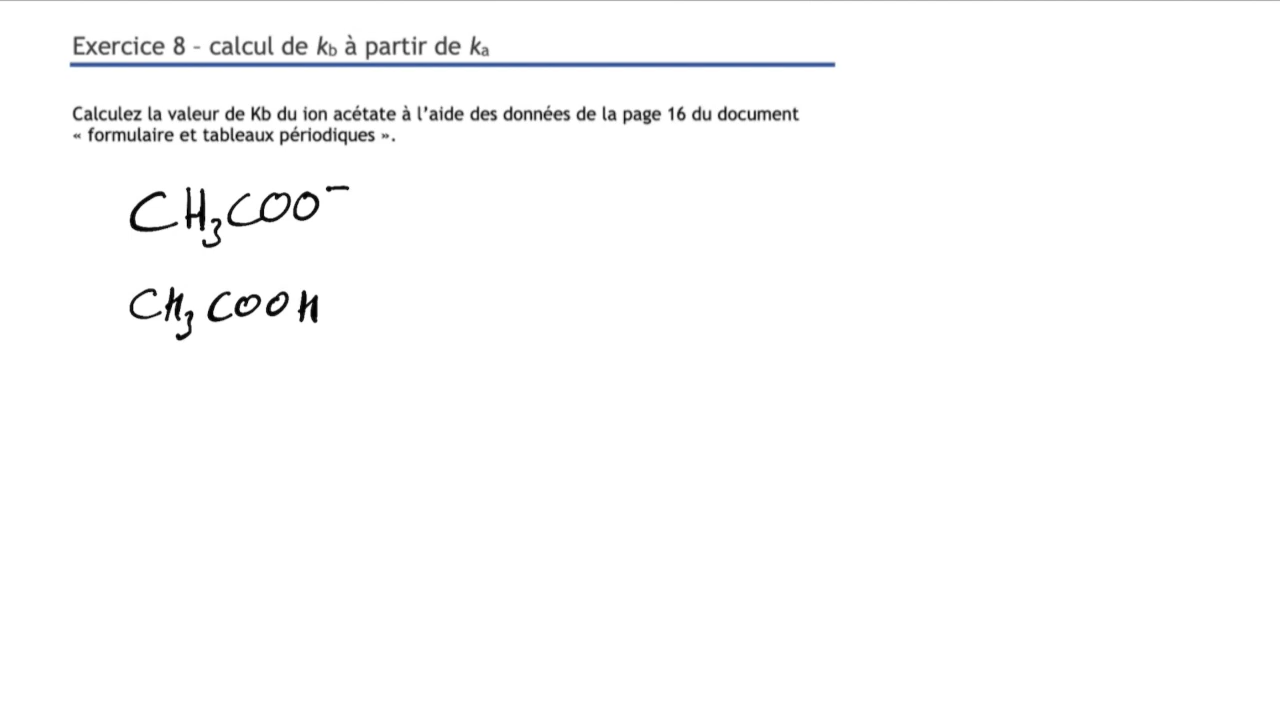 Exercice 8 - calcul de kb à partir de ka
Calculez la valeur de Kb du ion acétate à l'aide des données de la page 16 du document
« formulaire et tableaux périodiques ».
CH₃COO⁻
CH₃COOH